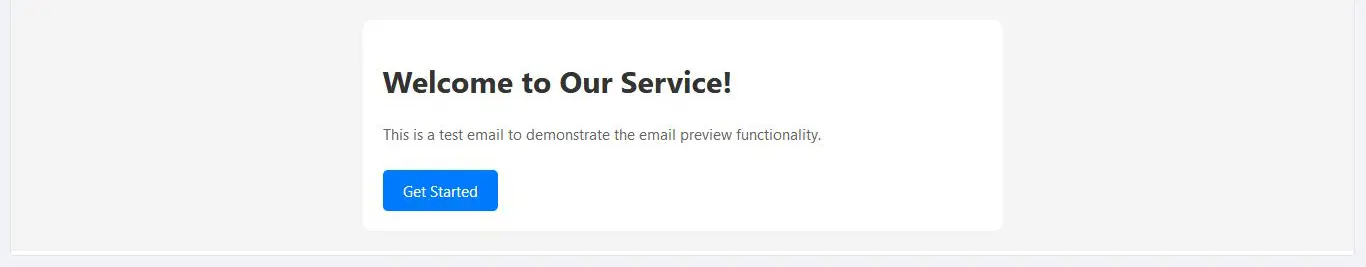 Welcome to Our Service!
This is a test email to demonstrate the email preview functionality.
Get Started